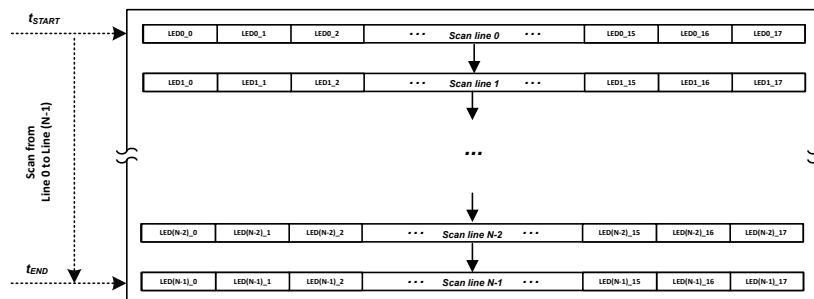 tSTART
LED0_0 LED0_1 LED0_2 ... Scan line 0 ... LED0_15 LED0_16 LED0_17
LED1_0 LED1_1 LED1_2 ... Scan line 1 ... LED1_15 LED1_16 LED1_17
Scan from
Line 0 to Line (N-1)
...
LED(N-2)_0 LED(N-2)_1 LED(N-2)_2 ... Scan line N-2 ... LED(N-2)_15 LED(N-2)_16 LED(N-2)_17
tEND
LED(N-1)_0 LED(N-1)_1 LED(N-1)_2 ... Scan line N-1 ... LED(N-1)_15 LED(N-1)_16 LED(N-1)_17